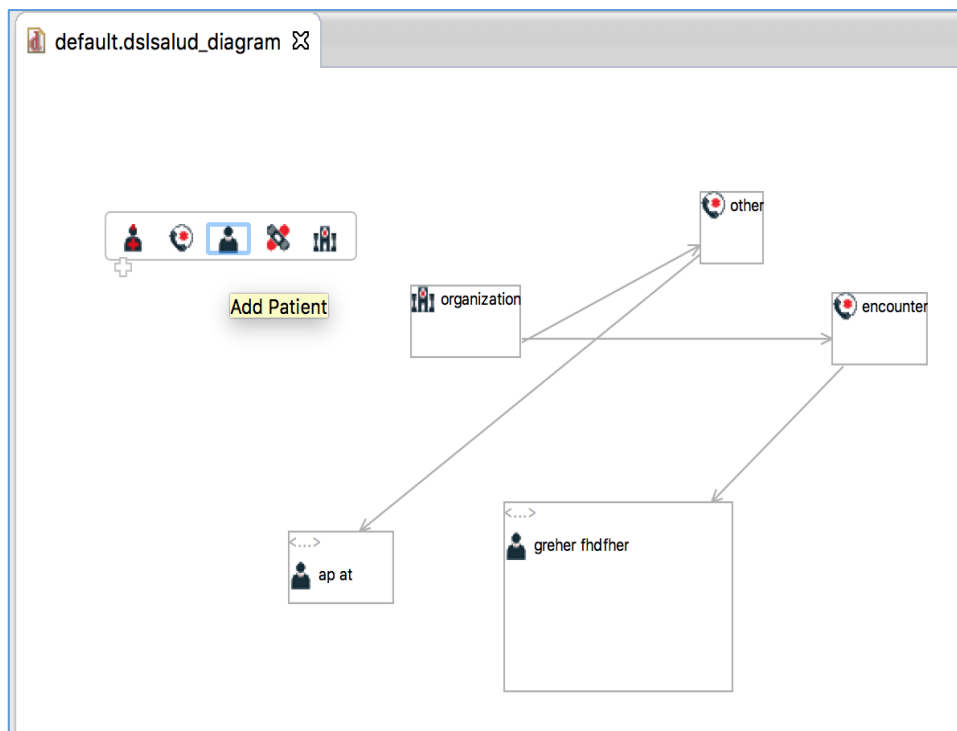 default.dslsalud_diagram
other
organization
Add Patient
encounter
<...>
greher fhdfher
<...>
ap at